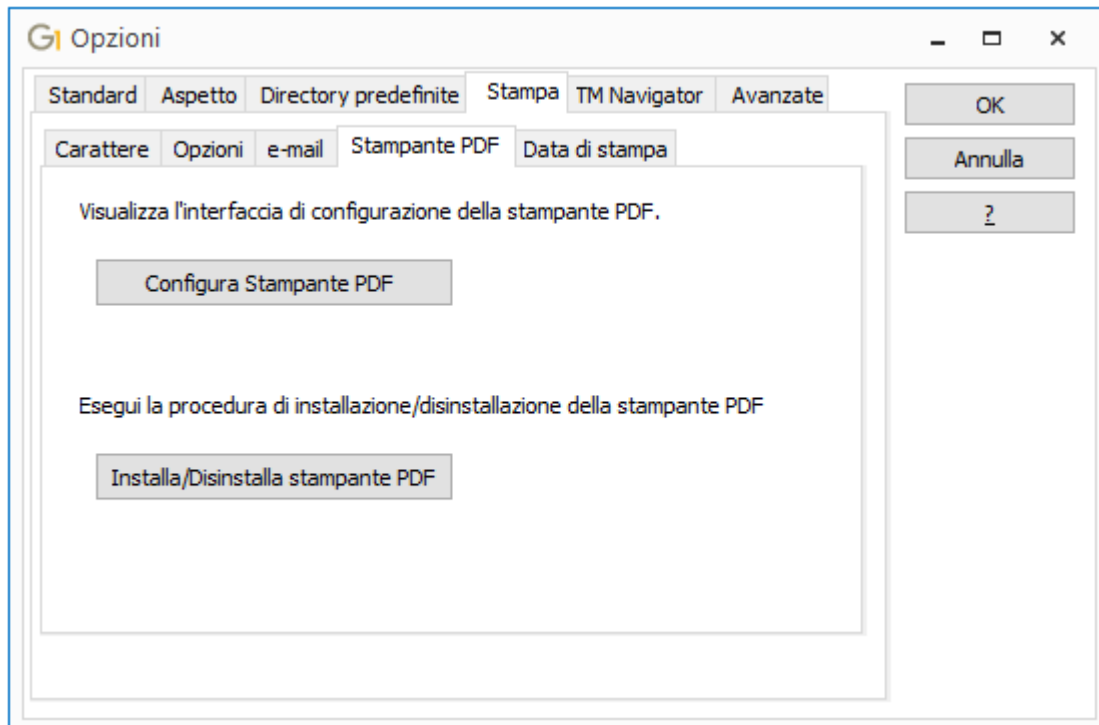 G1 Opzioni
Standard Aspetto Directory predefinite Stampa TM Navigator Avanzate
OK
Carattere Opzioni e-mail Stampante PDF Data di stampa
Annulla
Visualizza l'interfaccia di configurazione della stampante PDF.
?
Configura Stampante PDF
Esegui la procedura di installazione/disinstallazione della stampante PDF
Installa/Disinstalla stampante PDF